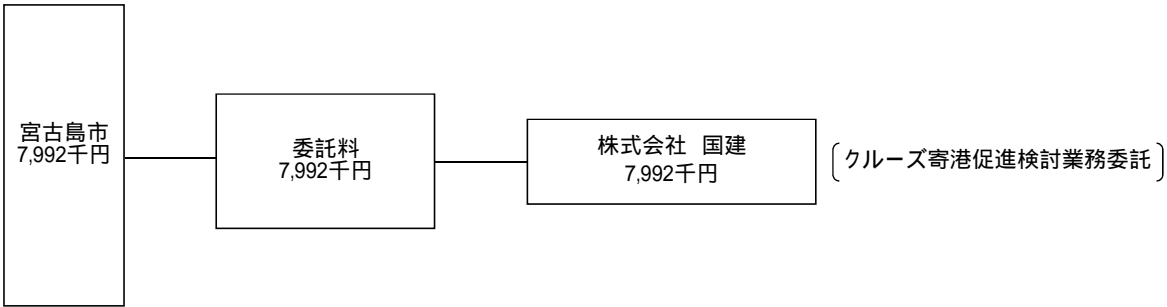 宮古島市
7,992千円
委託料
7,992千円
株式会社　国建
7,992千円
クルーズ寄港促進検討業務委託